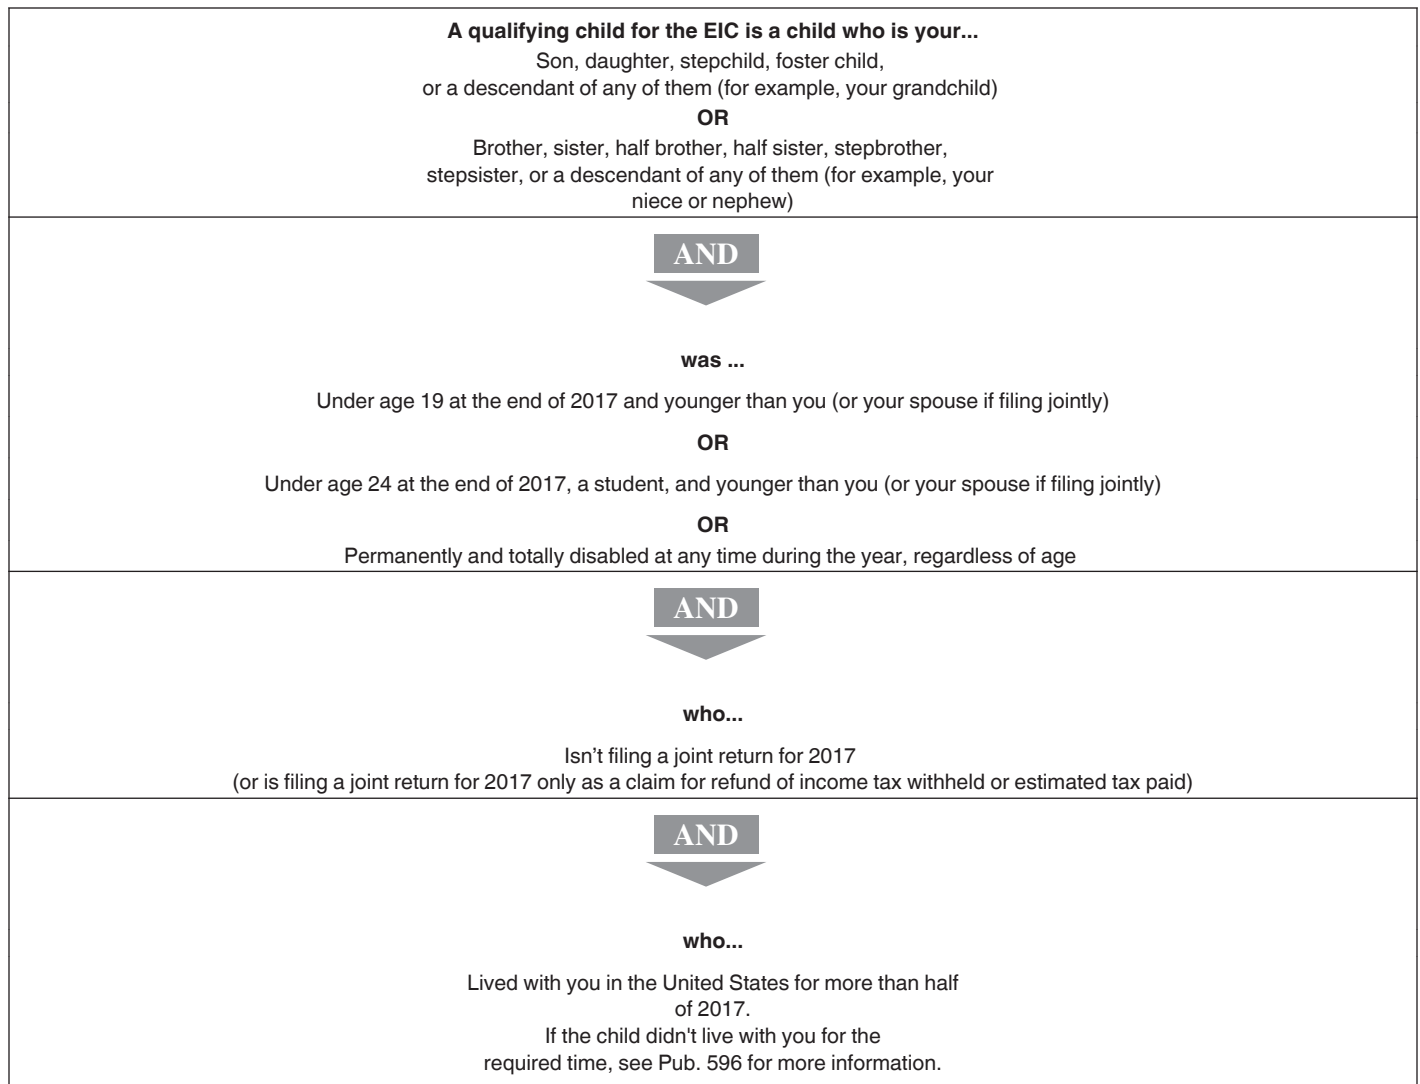 A qualifying child for the EIC is a child who is your...
Son, daughter, stepchild, foster child,
or a descendant of any of them (for example, your grandchild)
OR
Brother, sister, half brother, half sister, stepbrother,
stepsister, or a descendant of any of them (for example, your
niece or nephew)
AND
was ...
Under age 19 at the end of 2017 and younger than you (or your spouse if filing jointly)
OR
Under age 24 at the end of 2017, a student, and younger than you (or your spouse if filing jointly)
OR
Permanently and totally disabled at any time during the year, regardless of age
AND
who...
Isn’t filing a joint return for 2017
(or is filing a joint return for 2017 only as a claim for refund of income tax withheld or estimated tax paid)
AND
who...
Lived with you in the United States for more than half
of 2017.
If the child didn't live with you for the
required time, see Pub. 596 for more information.